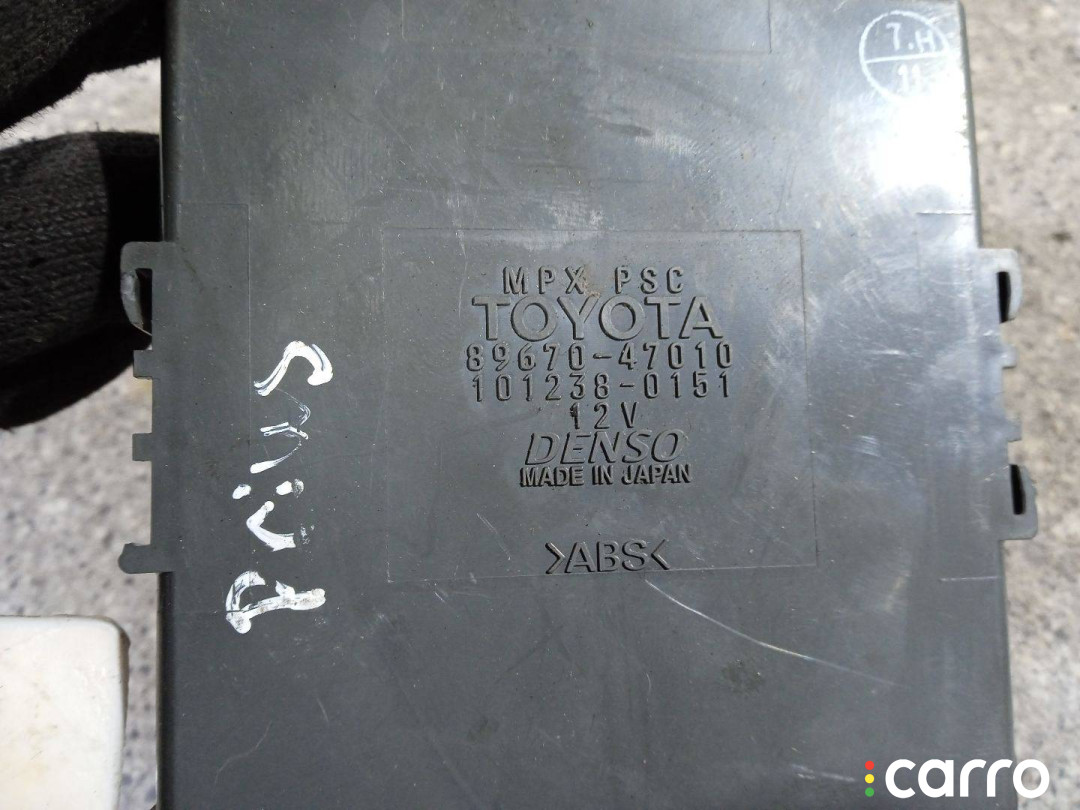 7.H
11
MPX PSC
TOYOTA
89670-47010
101238-0151
12V
DENSO
MADE IN JAPAN
>ABS<
Prius
carro